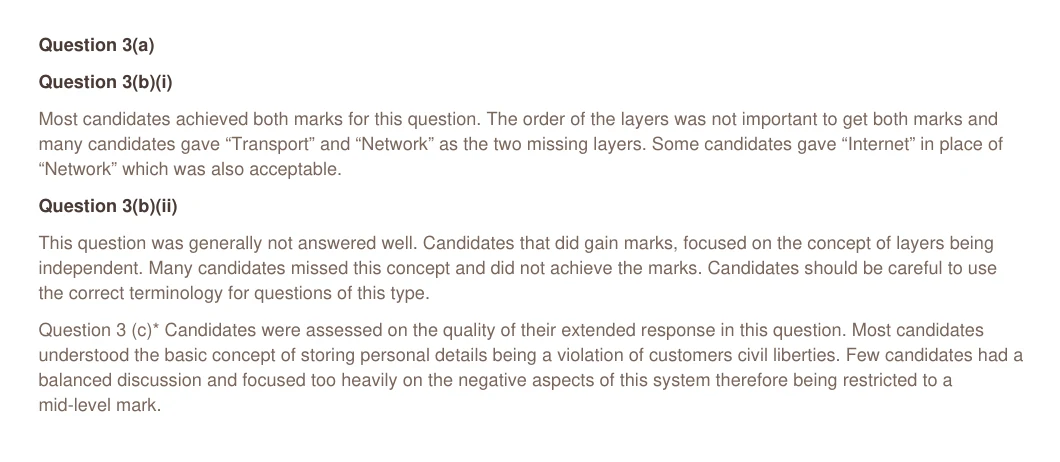 Question 3(a)
Question 3(b)(i)
Most candidates achieved both marks for this question. The order of the layers was not important to get both marks and
many candidates gave “Transport” and “Network” as the two missing layers. Some candidates gave “Internet” in place of
“Network” which was also acceptable.
Question 3(b)(ii)
This question was generally not answered well. Candidates that did gain marks, focused on the concept of layers being
independent. Many candidates missed this concept and did not achieve the marks. Candidates should be careful to use
the correct terminology for questions of this type.
Question 3 (c)* Candidates were assessed on the quality of their extended response in this question. Most candidates
understood the basic concept of storing personal details being a violation of customers civil liberties. Few candidates had a
balanced discussion and focused too heavily on the negative aspects of this system therefore being restricted to a
mid-level mark.